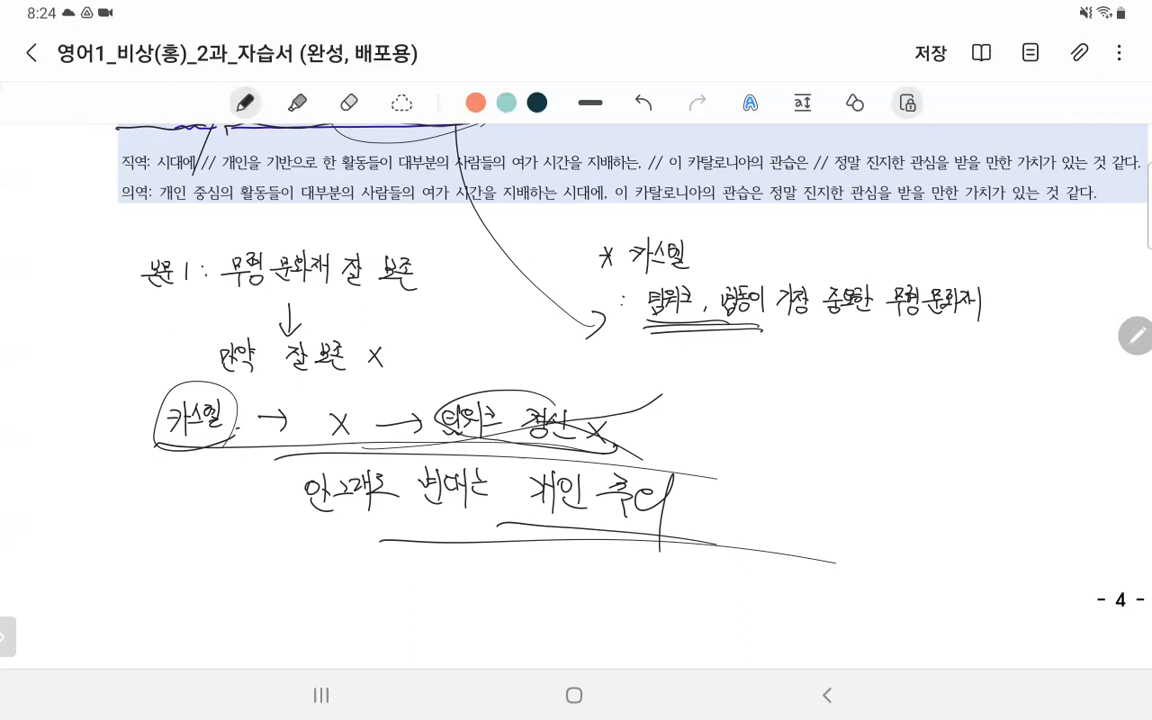 8:24
영어1_비상(홍)_2과_자습서 (완성, 배포용)
저장
직역: 시대에 // 개인을 기반으로 한 활동들이 대부분의 사람들의 여가 시간을 지배하는, // 이 카탈로니아의 관습은 // 정말 진지한 관심을 받을 만한 가치가 있는 것 같다.
의역: 개인 중심의 활동들이 대부분의 사람들의 여가 시간을 지배하는 시대에, 이 카탈로니아의 관습은 정말 진지한 관심을 받을 만한 가치가 있는 것 같다.
본문 1 : 무형 문화재 잘 보존
* 카스텔
: 팀워크, 협동이 가장 중요한 무형 문화재
↓
만약 잘 보존 X
카스텔 → X → 팀워크 정신 X
안그래도 변대는 개인 주의
- 4 -